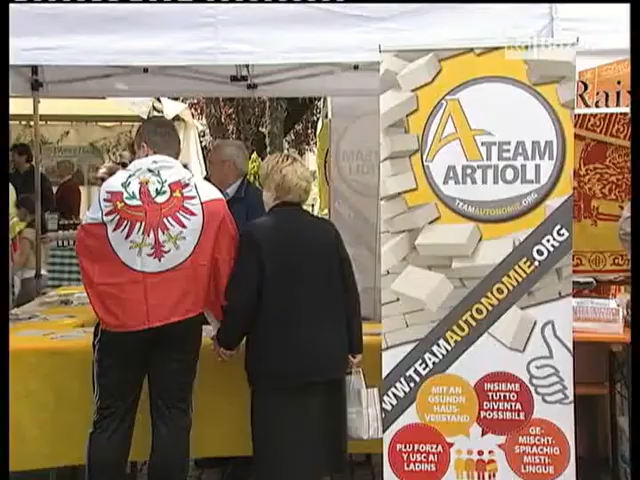 A
TEAM
ARTIOLI
TEAMAUTONOMIE.ORG
WWW.TEAMAUTONOMIE.ORG
MIT AN
GSUNDN
HAUS-
VERSTAND
INSIEME
TUTTO
DIVENTA
POSSIBILE
PLU FORZA
Y USC AI
LADINS
GE-
MISCHT-
SPRACHIG
MISTI-
LINGUE
Rai